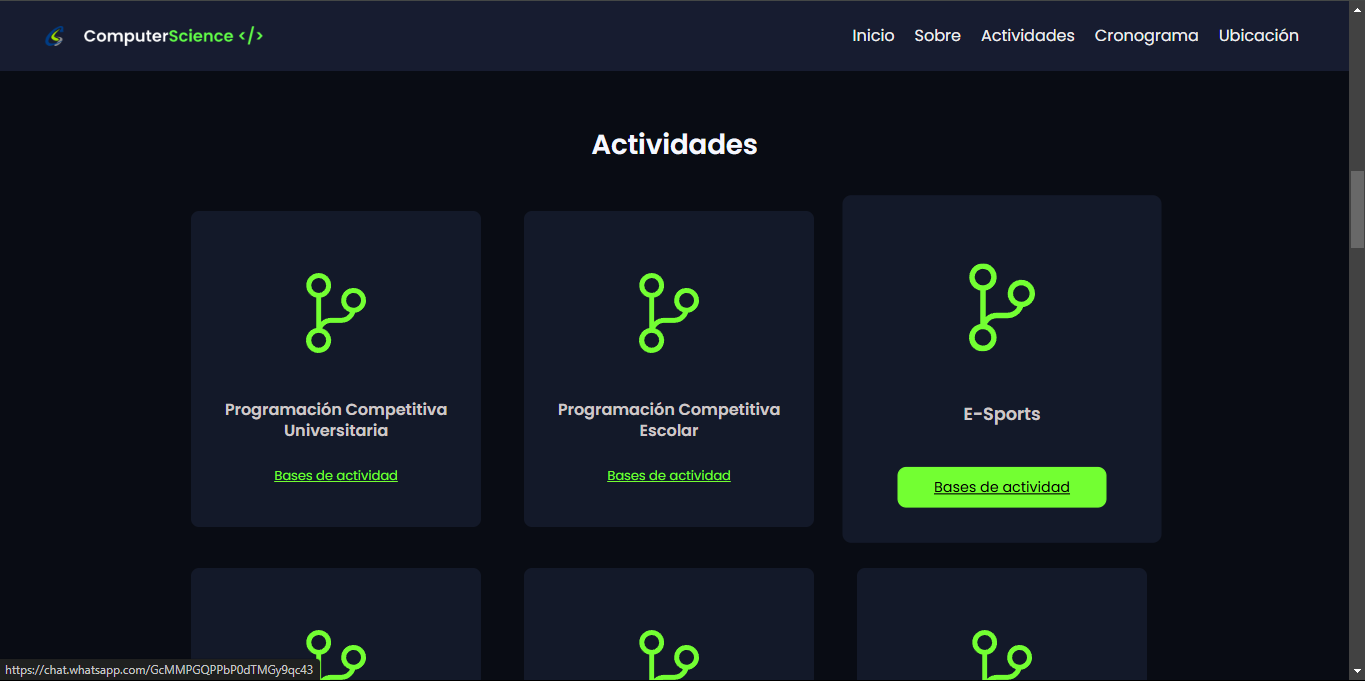 ComputerScience </>
Inicio Sobre Actividades Cronograma Ubicación
Actividades
Programación Competitiva
Universitaria
Bases de actividad
Programación Competitiva
Escolar
Bases de actividad
E-Sports
Bases de actividad
https://chat.whatsapp.com/GcMMPGQPPbP0dTMGy9qc43